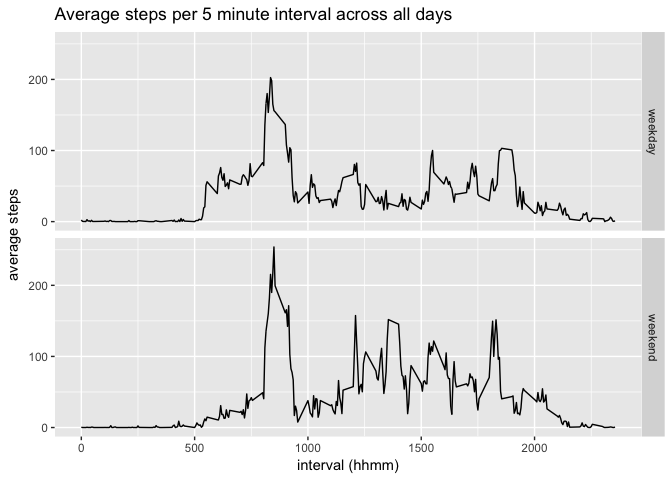 Average steps per 5 minute interval across all days
average steps
200
100
0
weekday
200
100
0
weekend
0
500
1000
1500
2000
interval (hhmm)